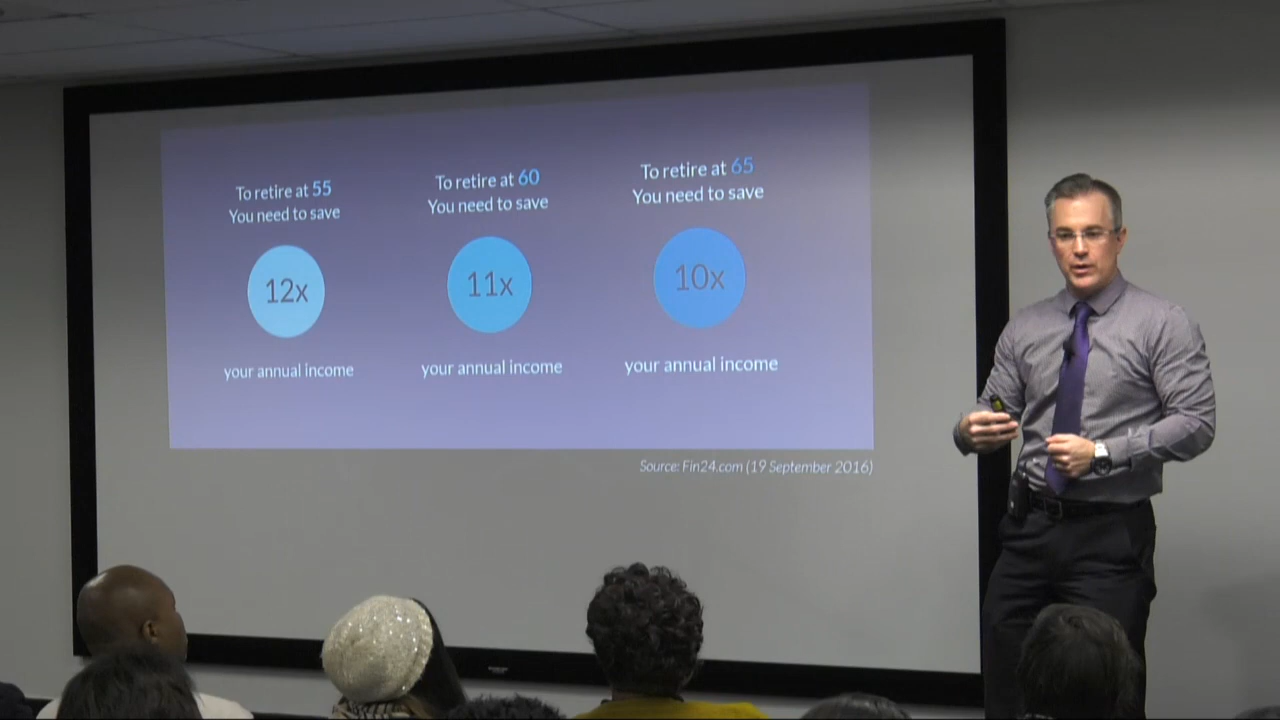 To retire at 55
You need to save
12x
your annual income
To retire at 60
You need to save
11x
your annual income
To retire at 65
You need to save
10x
your annual income
Source: Fin24.com (19 September 2016)